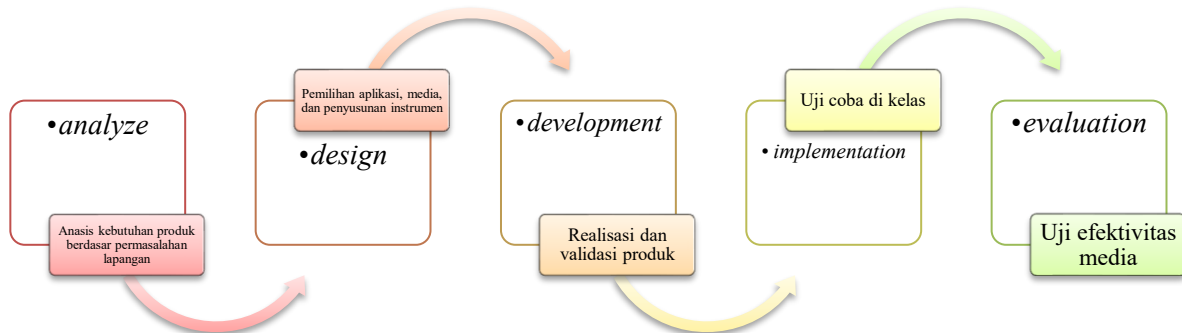 •analyze
Anasis kebutuhan produk
berdasar permasalahan
lapangan
Pemilihan aplikasi, media,
dan penyusunan instrumen
•design
•development
Realisasi dan
validasi produk
Uji coba di kelas
•implementation
•evaluation
Uji efektivitas
media